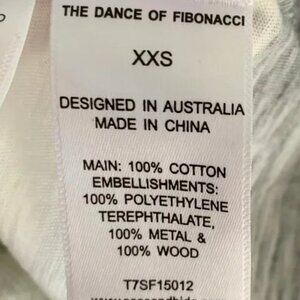 THE DANCE OF FIBONACCI
XXS
DESIGNED IN AUSTRALIA
MADE IN CHINA
MAIN: 100% COTTON
EMBELLISHMENTS:
100% POLYETHYLENE
TEREPHTHALATE,
100% METAL &
100% WOOD
T7SF15012